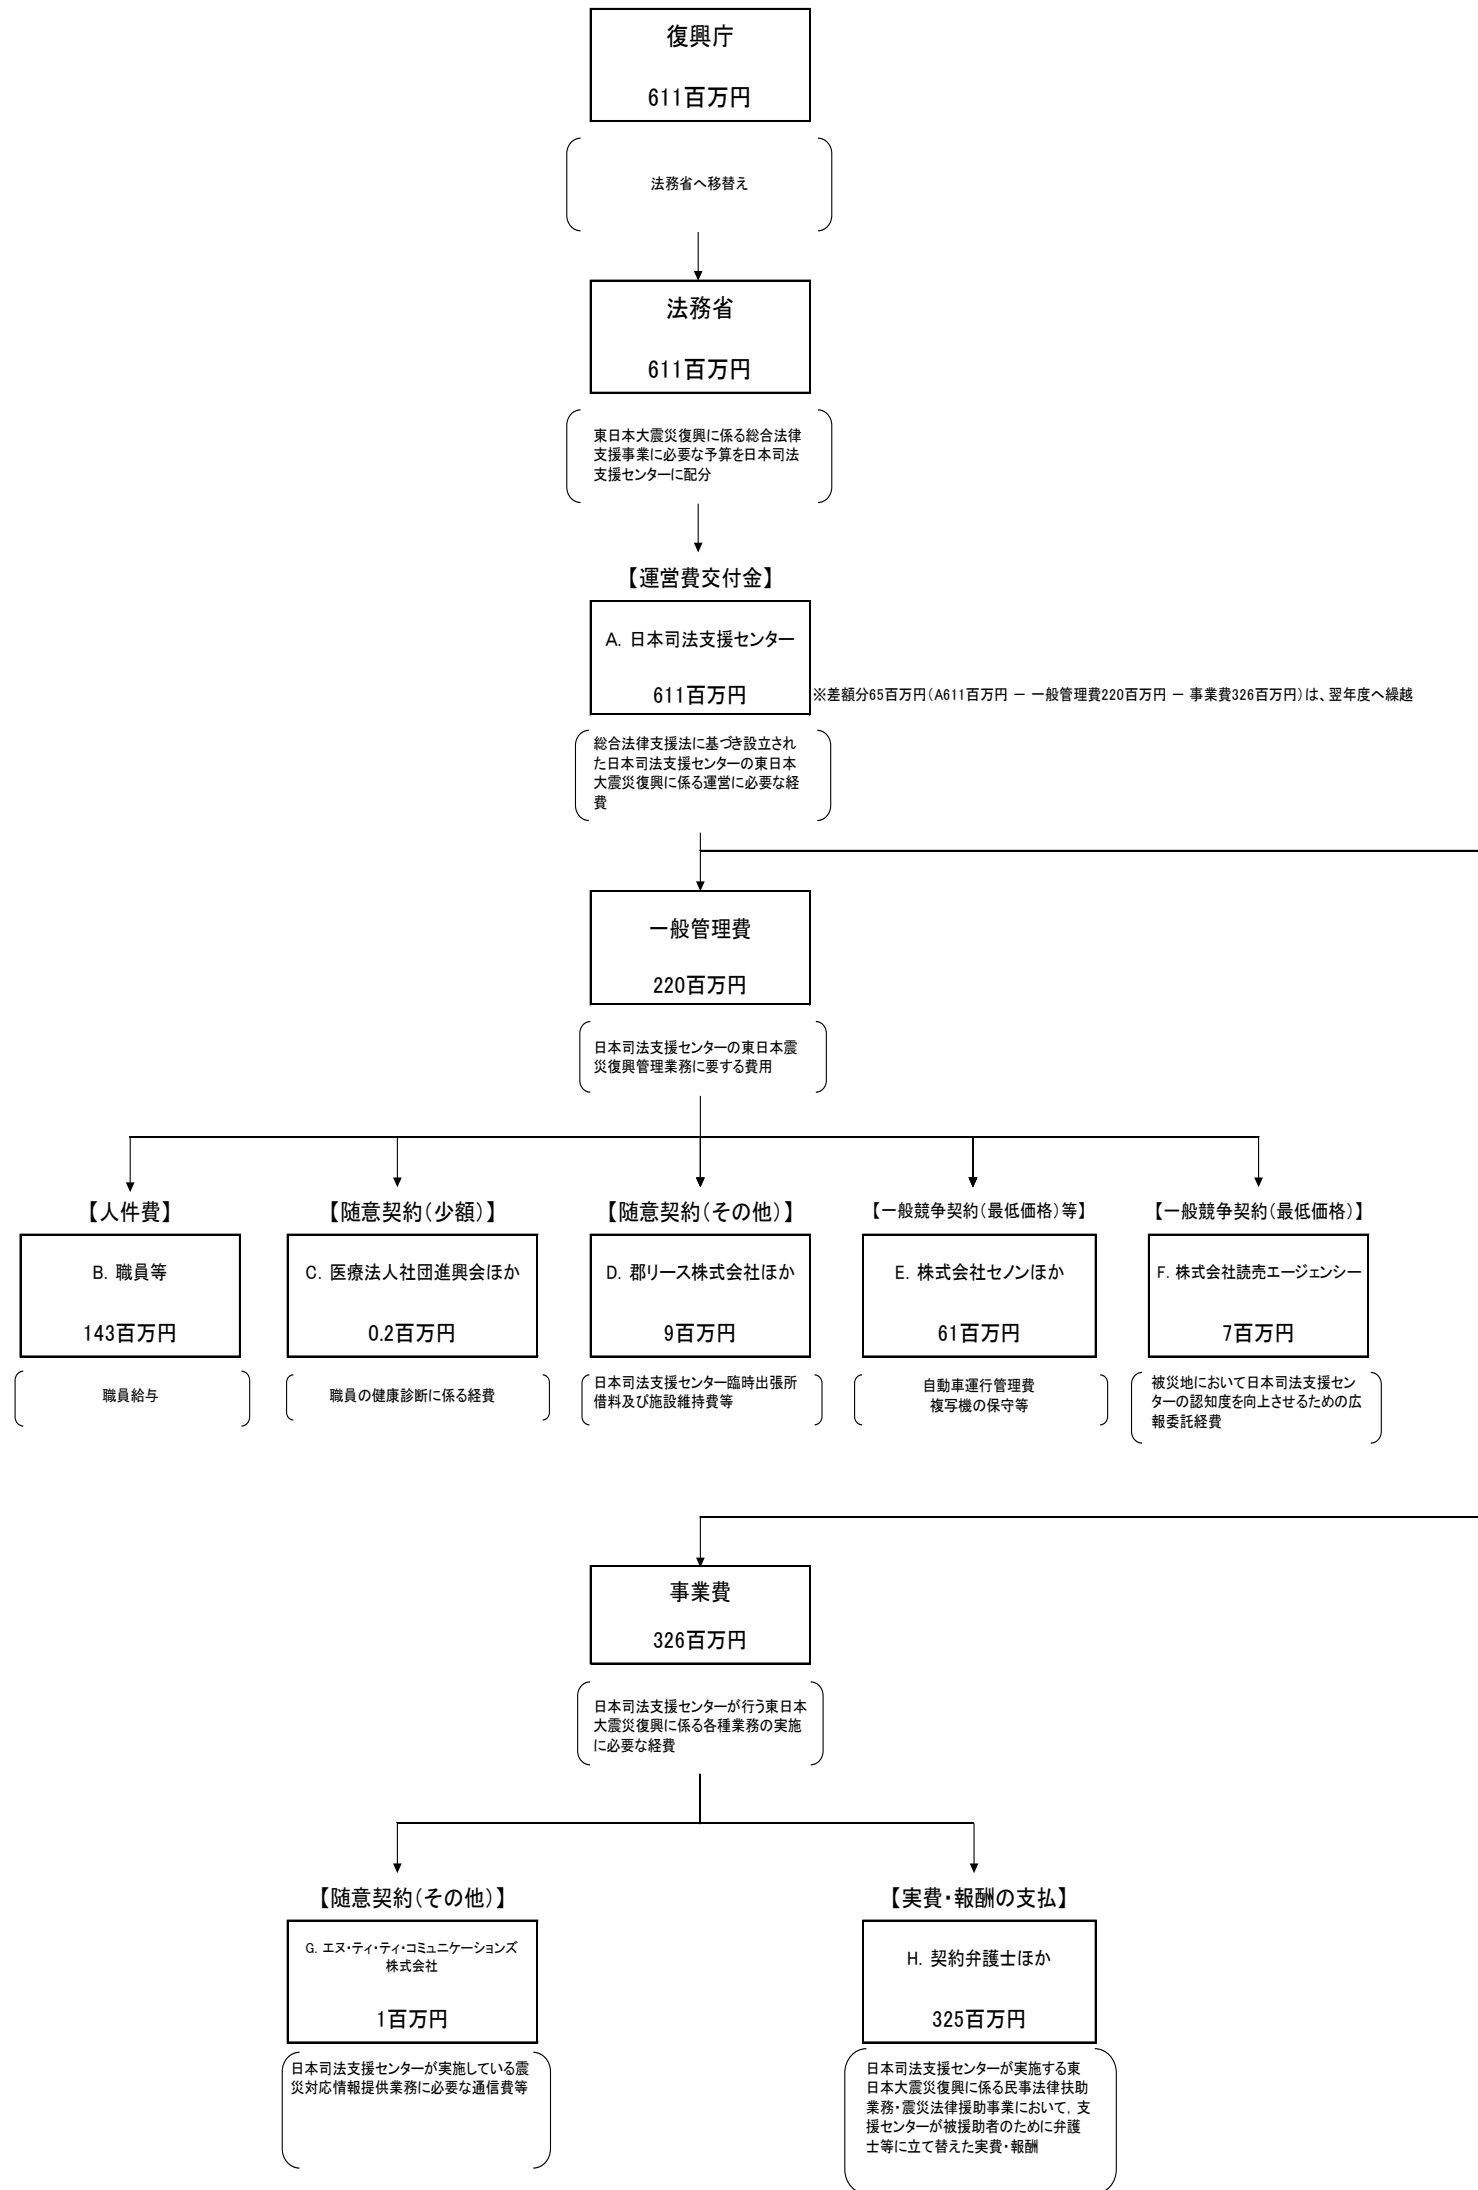 復興庁
611百万円
法務省へ移替え
法務省
611百万円
東日本大震災復興に係る総合法律
支援事業に必要な予算を日本司法
支援センターに配分
【運営費交付金】
A. 日本司法支援センター
611百万円
※差額分65百万円(A611百万円 － 一般管理費220百万円 － 事業費326百万円)は、翌年度へ繰越
総合法律支援法に基づき設立され
た日本司法支援センターの東日本
大震災復興に係る運営に必要な経
費
一般管理費
220百万円
日本司法支援センターの東日本震
災復興管理業務に要する費用
【人件費】
B. 職員等
143百万円
職員給与
【随意契約(少額)】
C. 医療法人社団進興会ほか
0.2百万円
職員の健康診断に係る経費
【随意契約(その他)】
D. 郡リース株式会社ほか
9百万円
日本司法支援センター臨時出張所
借料及び施設維持費等
【一般競争契約(最低価格)等】
E. 株式会社セノンほか
61百万円
自動車運行管理費
複写機の保守等
【一般競争契約(最低価格)】
F. 株式会社読売エージェンシー
7百万円
被災地において日本司法支援セン
ターの認知度を向上させるための広
報委託経費
事業費
326百万円
日本司法支援センターが行う東日本
大震災復興に係る各種業務の実施
に必要な経費
【随意契約(その他)】
G. エヌ・ティ・ティ・コミュニケーションズ
株式会社
1百万円
日本司法支援センターが実施している震
災対応情報提供業務に必要な通信費等
【実費・報酬の支払】
H. 契約弁護士ほか
325百万円
日本司法支援センターが実施する東
日本大震災復興に係る民事法律扶助
業務・震災法律援助事業において, 支
援センターが被援助者のために弁護
士等に立て替えた実費・報酬